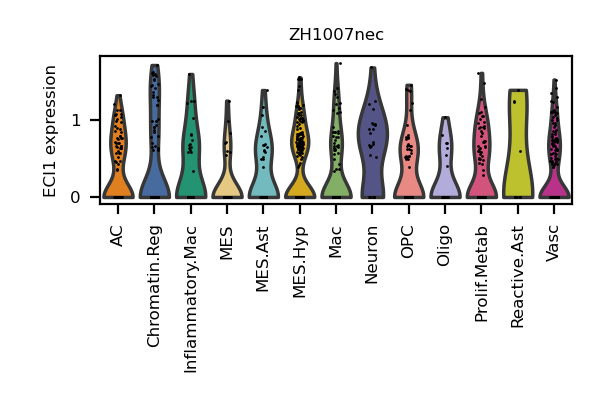 ZH1007nec
ECI1 expression
1
0
AC
Chromatin.Reg
Inflammatory.Mac
MES
MES.Ast
MES.Hyp
Mac
Neuron
OPC
Oligo
Prolif.Metab
Reactive.Ast
Vasc